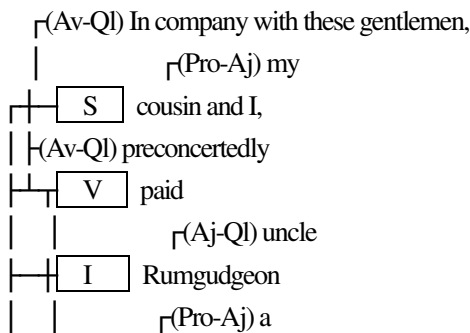 (Av-Ql) In company with these gentlemen,
(Pro-Aj) my
S cousin and I,
(Av-Ql) preconcertedly
V paid
(Aj-Ql) uncle
I Rumgudgeon
(Pro-Aj) a